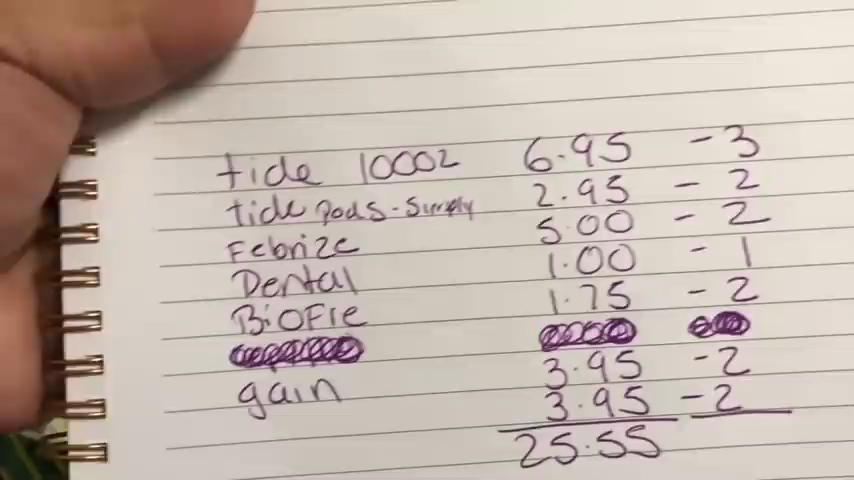 tide 100oz 6.95 - 3
tide pods - Simply 2.95 - 2
Febrize 5.00 - 2
Dental 1.00 - 1
BiOFre 1.75 - 2
3.95 - 2
gain 3.95 - 2
25.55